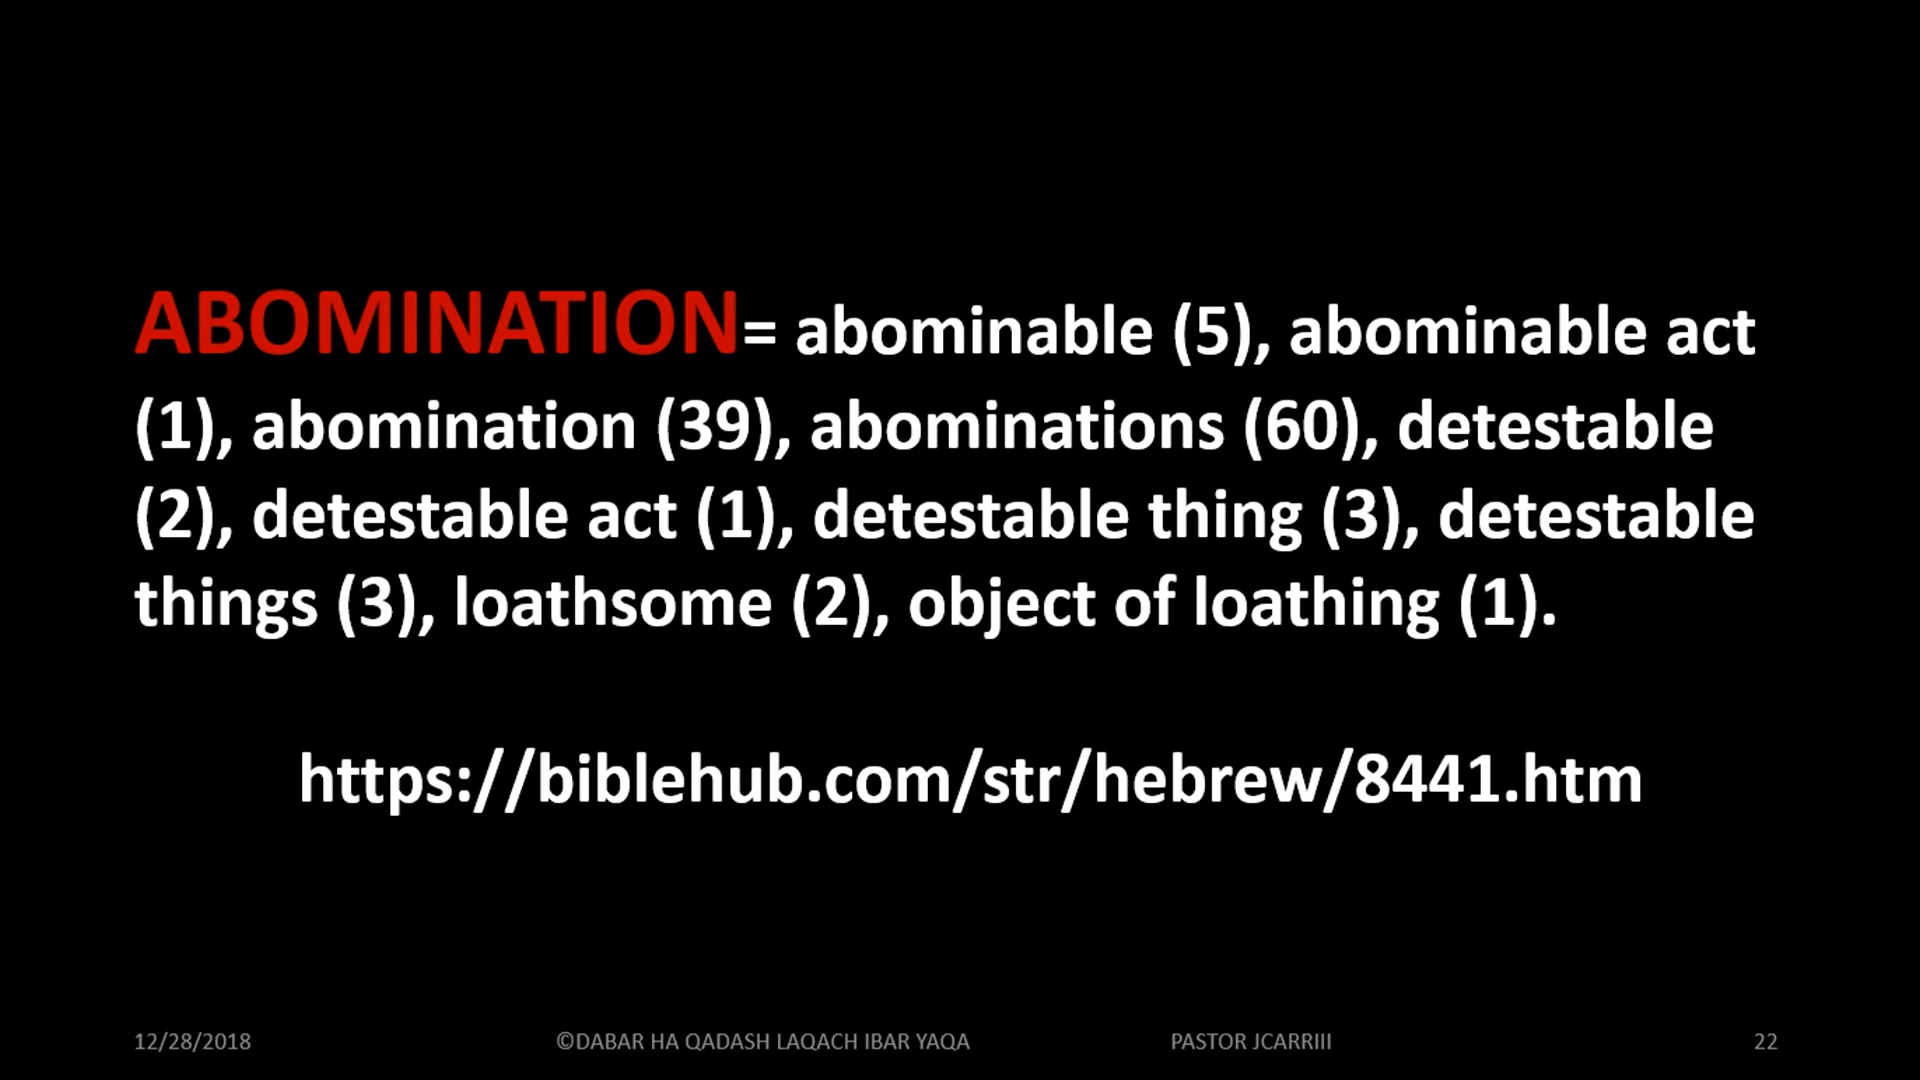 ABOMINATION= abominable (5), abominable act
(1), abomination (39), abominations (60), detestable
(2), detestable act (1), detestable thing (3), detestable
things (3), loathsome (2), object of loathing (1).
https://biblehub.com/str/hebrew/8441.htm
12/28/2018 ©DABAR HA QADASH LAQACH IBAR YAQA PASTOR JCARRIII 22